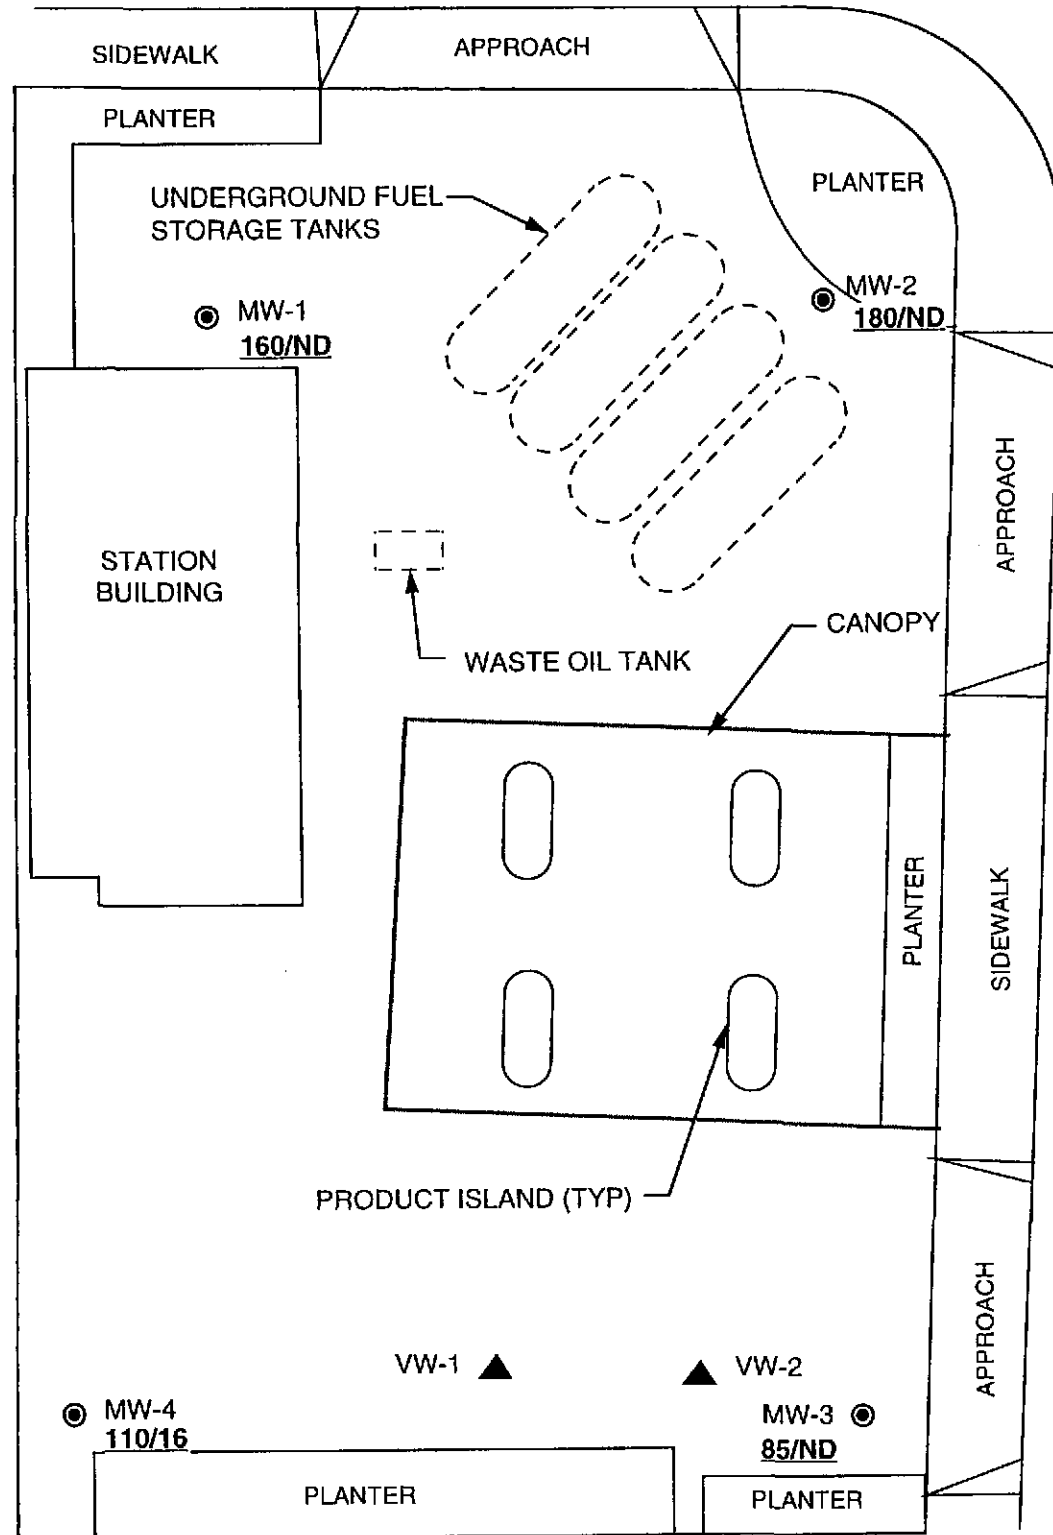 SIDEWALK
APPROACH
PLANTER
UNDERGROUND FUEL
STORAGE TANKS
PLANTER
MW-1
160/ND
MW-2
180/ND
APPROACH
STATION
BUILDING
CANOPY
WASTE OIL TANK
PLANTER
SIDEWALK
PRODUCT ISLAND (TYP)
APPROACH
VW-1
VW-2
MW-4
110/16
MW-3
85/ND
PLANTER
PLANTER